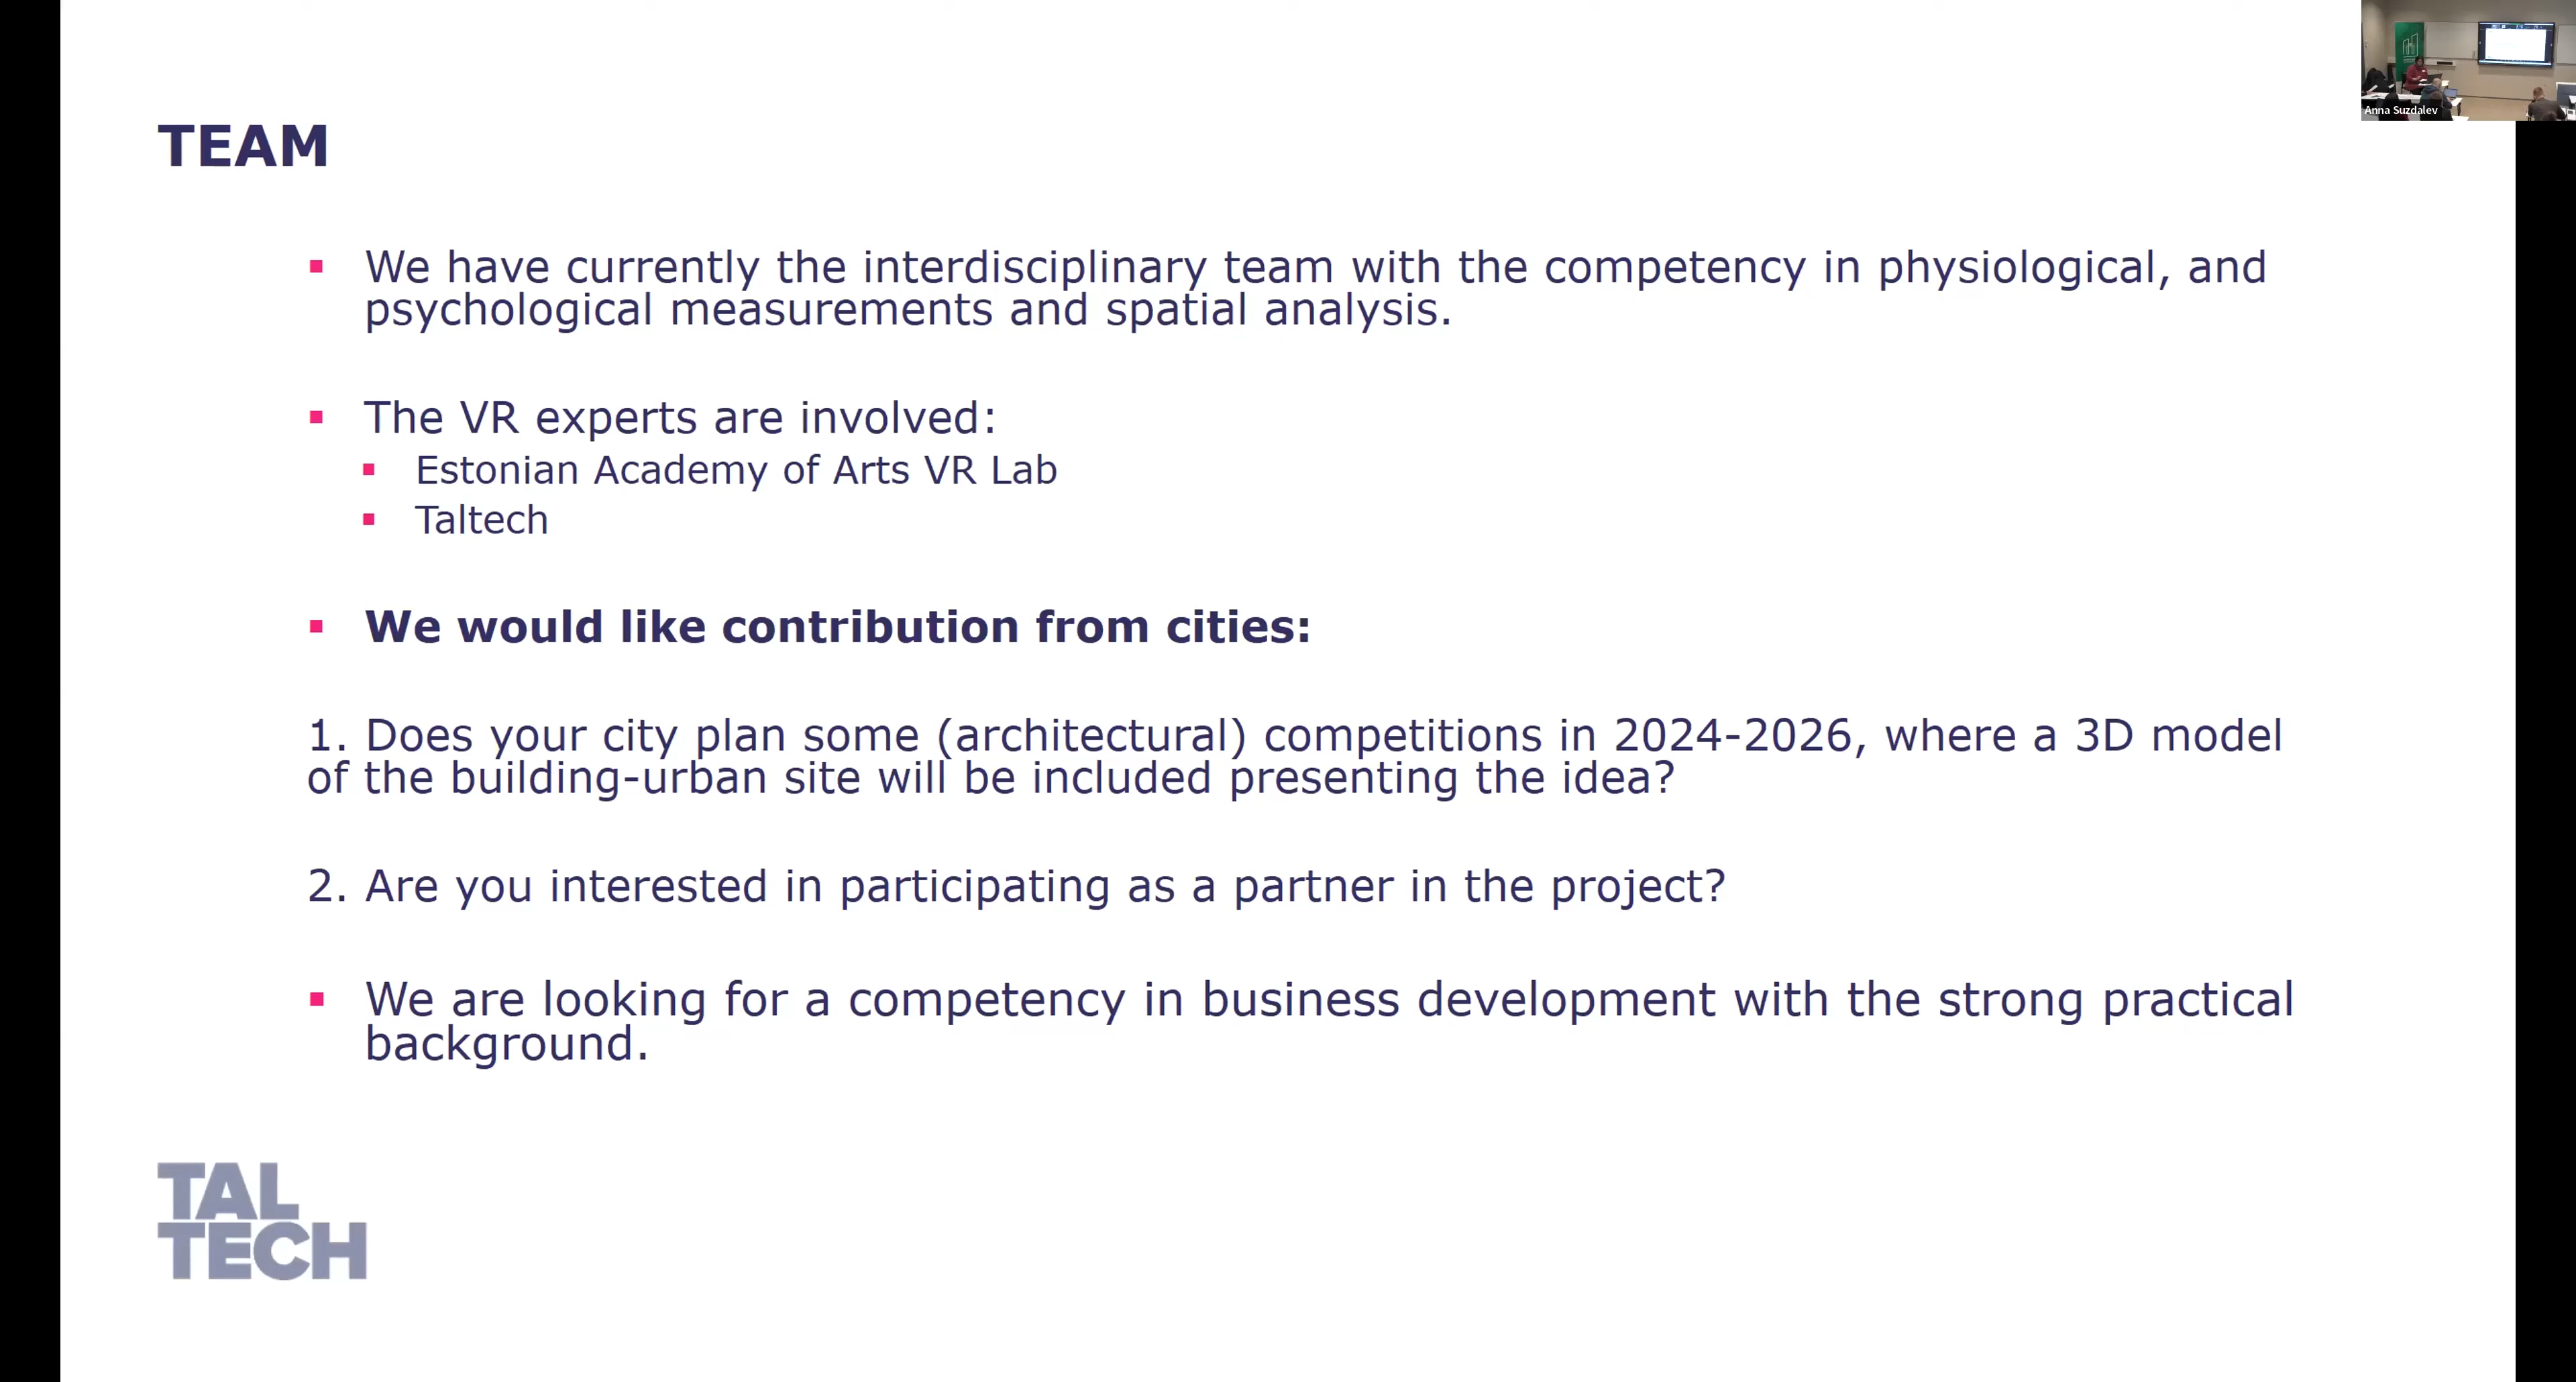 Anna Suzdalev
TEAM
▪ We have currently the interdisciplinary team with the competency in physiological, and
psychological measurements and spatial analysis.
▪ The VR experts are involved:
▪ Estonian Academy of Arts VR Lab
▪ Taltech
▪ We would like contribution from cities:
1. Does your city plan some (architectural) competitions in 2024-2026, where a 3D model
of the building-urban site will be included presenting the idea?
2. Are you interested in participating as a partner in the project?
▪ We are looking for a competency in business development with the strong practical
background.
TAL
TECH